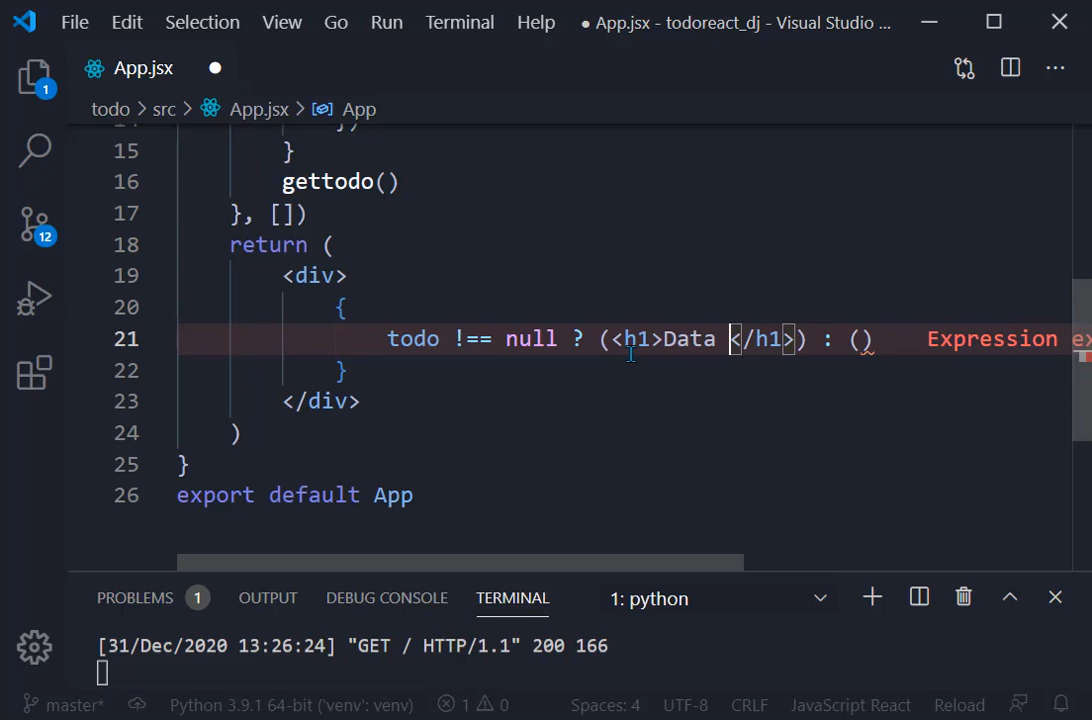 File Edit Selection View Go Run Terminal Help ● App.jsx - todoreact_dj - Visual Studio ...
App.jsx ●
todo > src > App.jsx > App
15 }
16 gettodo()
17 }, [])
18 return (
19 <div>
20 {
21 todo !== null ? (<h1>Data </h1>) : () Expression ex
22 }
23 </div>
24 )
25 }
26 export default App
PROBLEMS 1 OUTPUT DEBUG CONSOLE TERMINAL 1: python
[31/Dec/2020 13:26:24] "GET / HTTP/1.1" 200 166
master* Python 3.9.1 64-bit ('venv': venv) 1 0 Spaces: 4 UTF-8 CRLF JavaScript React Reload
1
12